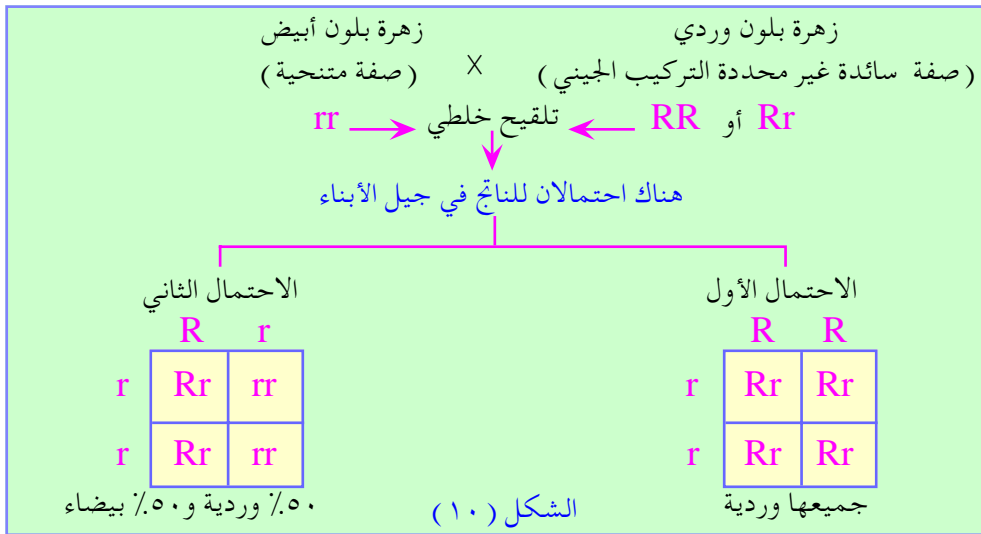 زهرة بلون وردي زهرة بلون أبيض
(صفة سائدة غير محددة التركيب الجيني) X (صفة متنحية)
Rr أو RR تلقيح خلطي rr
هناك احتمالان للناتج في جيل الأبناء
الاحتمال الأول الاحتمال الثاني
R R R r
r Rr Rr r Rr rr
r Rr Rr r Rr rr
جميعها وردية الشكل (١٠) ٥٠٪ وردية و٥٠٪ بيضاء